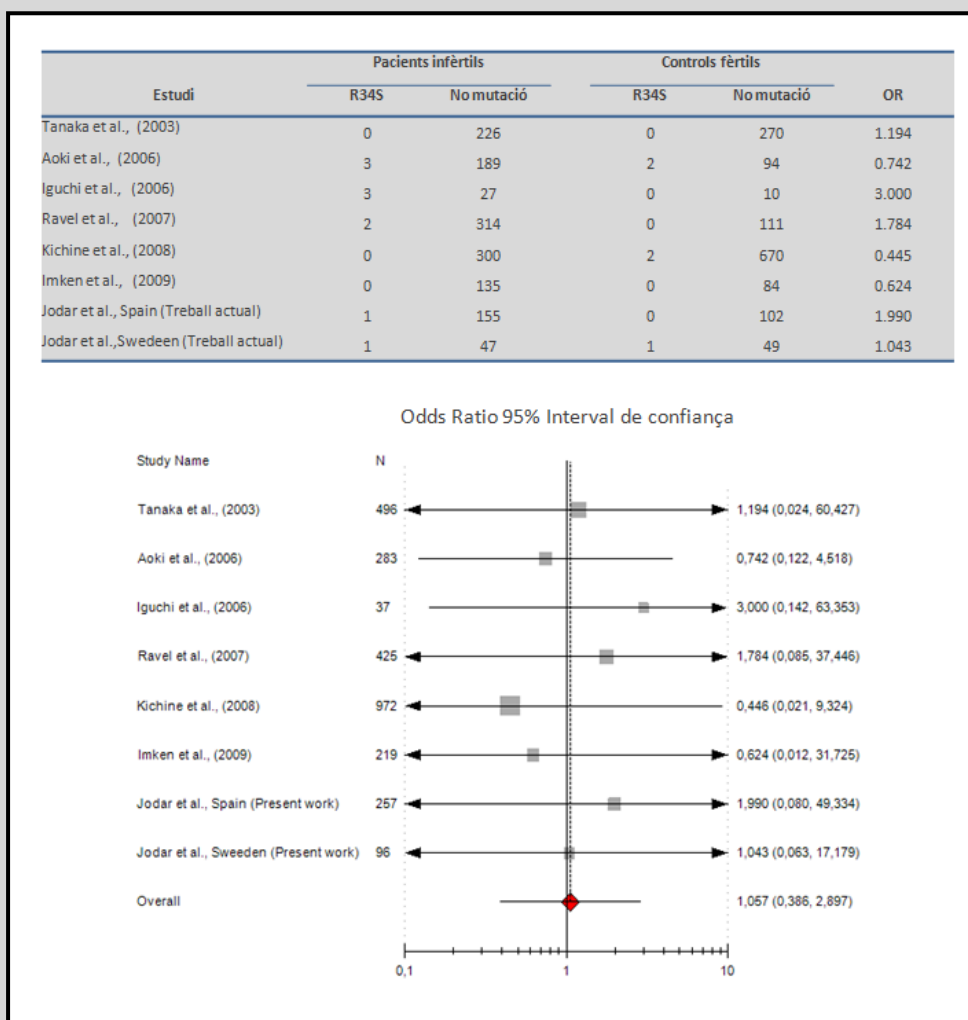 Pacients infèrtils Controls fèrtils
Estudi R34S No mutació R34S No mutació OR
Tanaka et al., (2003) 0 226 0 270 1.194
Aoki et al., (2006) 3 189 2 94 0.742
Iguchi et al., (2006) 3 27 0 10 3.000
Ravel et al., (2007) 2 314 0 111 1.784
Kichine et al., (2008) 0 300 2 670 0.445
Imken et al., (2009) 0 135 0 84 0.624
Jodar et al., Spain (Treball actual) 1 155 0 102 1.990
Jodar et al.,Swedeen (Treball actual) 1 47 1 49 1.043
Odds Ratio 95% Interval de confiança
Study Name N
Tanaka et al., (2003) 496 1,194 (0,024, 60,427)
Aoki et al., (2006) 283 0,742 (0,122, 4,518)
Iguchi et al., (2006) 37 3,000 (0,142, 63,353)
Ravel et al., (2007) 425 1,784 (0,085, 37,446)
Kichine et al., (2008) 972 0,446 (0,021, 9,324)
Imken et al., (2009) 219 0,624 (0,012, 31,725)
Jodar et al., Spain (Present work) 257 1,990 (0,080, 49,334)
Jodar et al., Sweeden (Present work) 96 1,043 (0,063, 17,179)
Overall 1,057 (0,386, 2,897)
0,1 1 10